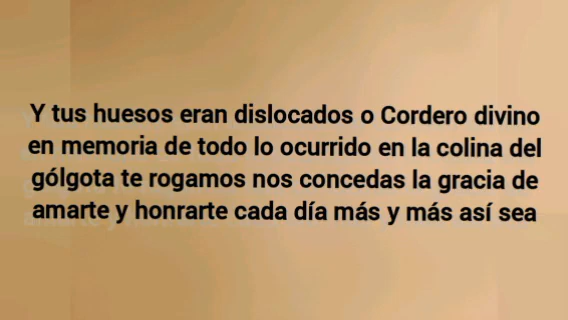 Y tus huesos eran dislocados o Cordero divino
en memoria de todo lo ocurrido en la colina del
gólgota te rogamos nos concedas la gracia de
amarte y honrarte cada día más y más así sea